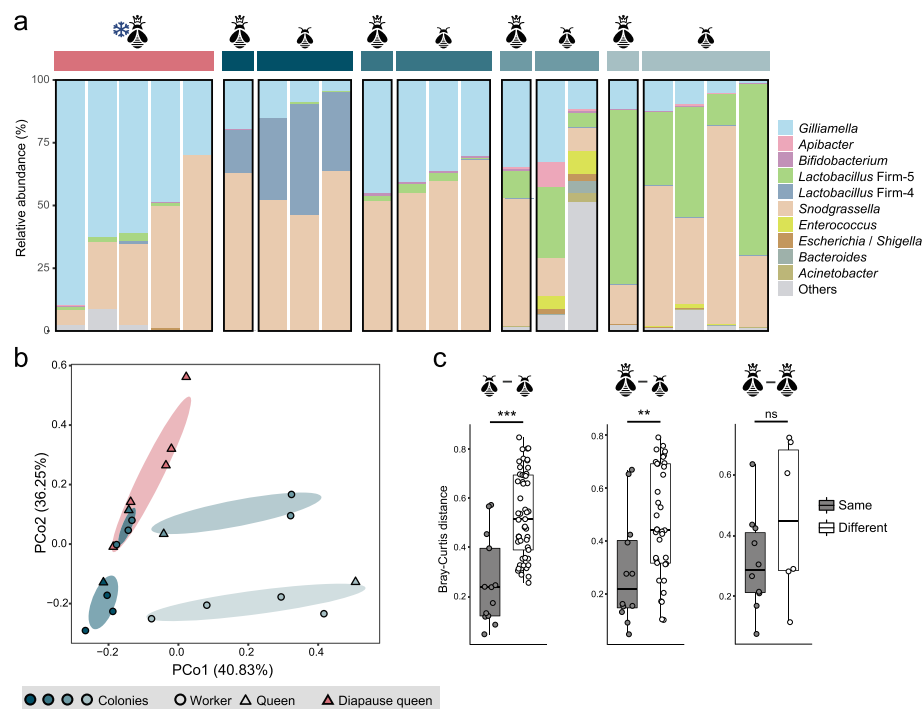 a
Relative abundance (%)
100
75
50
25
0
Gilliamella
Apibacter
Bifidobacterium
Lactobacillus Firm-5
Lactobacillus Firm-4
Snodgrassella
Enterococcus
Escherichia / Shigella
Bacteroides
Acinetobacter
Others
b
PCo2 (36.25%)
0.6
0.4
0.2
0.0
−0.2
−0.2 0.0 0.2 0.4
PCo1 (40.83%)
Colonies Worker Queen Diapause queen
c
*** ** ns
Bray-Curtis distance
0.8 0.8
0.6 0.6 0.6
0.4 0.4 0.4
0.2 0.2 0.2
Same
Different